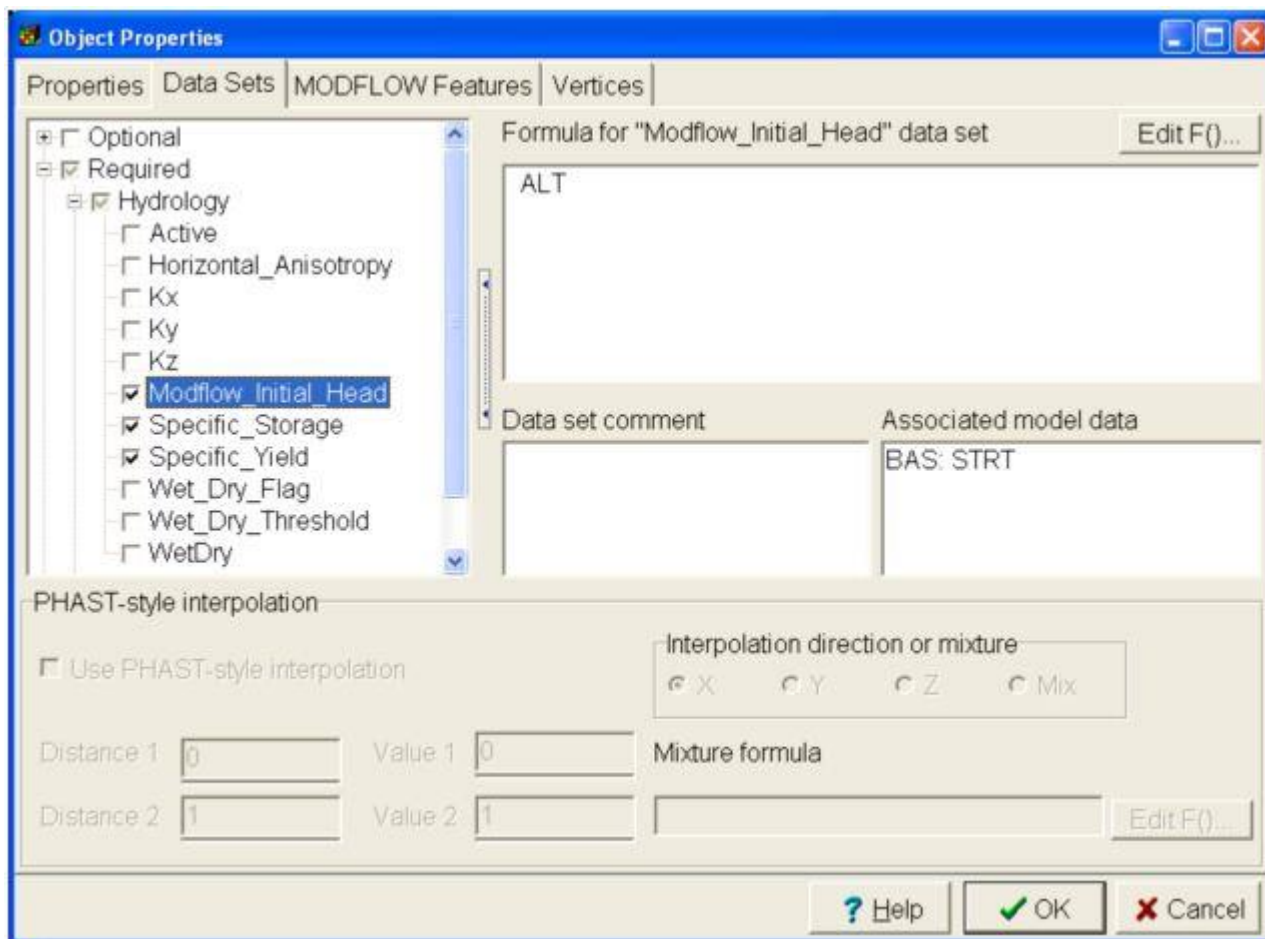 Object Properties
Properties
Data Sets
MODFLOW Features
Vertices
Optional
Required
Hydrology
Active
Horizontal_Anisotropy
Kx
Ky
Kz
Modflow_Initial_Head
Specific_Storage
Specific_Yield
Wet_Dry_Flag
Wet_Dry_Threshold
WetDry
Formula for "Modflow_Initial_Head" data set
Edit F()...
ALT
Data set comment
Associated model data
BAS: STRT
PHAST-style interpolation
Use PHAST-style interpolation
Interpolation direction or mixture
X Y Z Mix
Distance 1 0 Value 1 0
Mixture formula
Distance 2 1 Value 2 1
Edit F()...
? Help
OK
Cancel